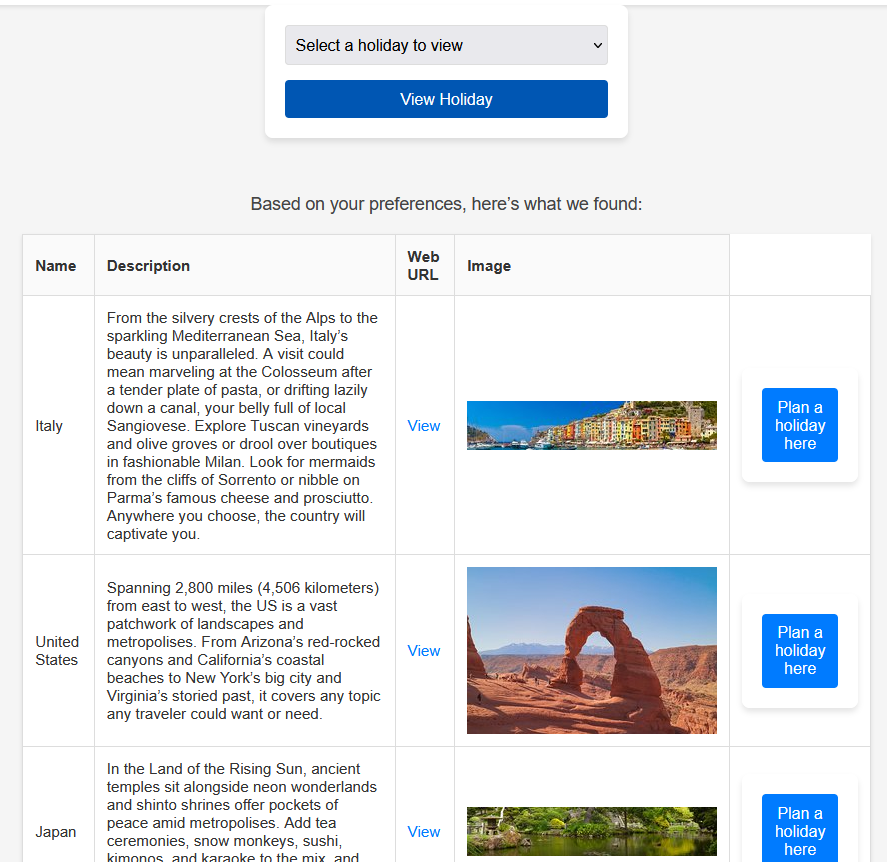 Select a holiday to view
View Holiday
Based on your preferences, here’s what we found:
Name
Description
Web
URL
Image
Italy
From the silvery crests of the Alps to the
sparkling Mediterranean Sea, Italy’s
beauty is unparalleled. A visit could
mean marveling at the Colosseum after
a tender plate of pasta, or drifting lazily
down a canal, your belly full of local
Sangiovese. Explore Tuscan vineyards
and olive groves or drool over boutiques
in fashionable Milan. Look for mermaids
from the cliffs of Sorrento or nibble on
Parma’s famous cheese and prosciutto.
Anywhere you choose, the country will
captivate you.
View
Plan a
holiday
here
United
States
Spanning 2,800 miles (4,506 kilometers)
from east to west, the US is a vast
patchwork of landscapes and
metropolises. From Arizona’s red-rocked
canyons and California’s coastal
beaches to New York’s big city and
Virginia’s storied past, it covers any topic
any traveler could want or need.
View
Plan a
holiday
here
Japan
In the Land of the Rising Sun, ancient
temples sit alongside neon wonderlands
and shinto shrines offer pockets of
peace amid metropolises. Add tea
ceremonies, snow monkeys, sushi,
kimonos, and karaoke to the mix, and
View
Plan a
holiday
here